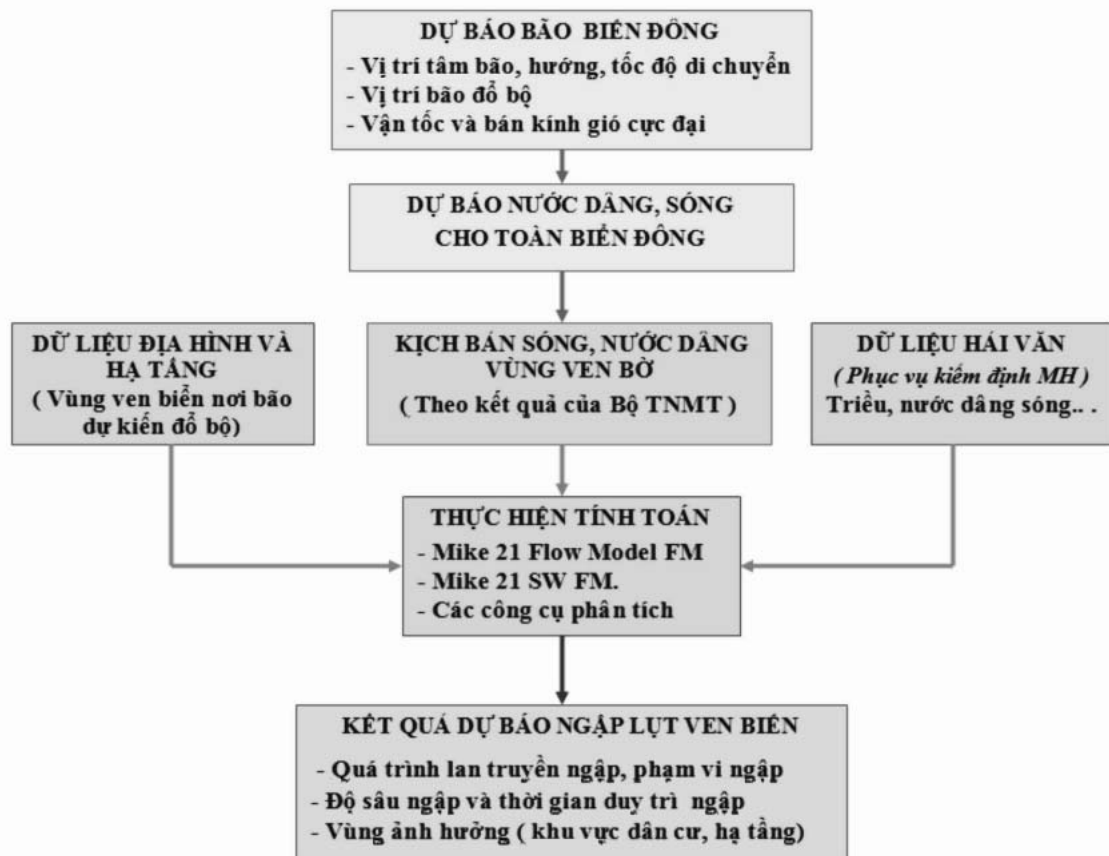 DỰ BÁO BÃO BIỂN ĐÔNG
- Vị trí tâm bão, hướng, tốc độ di chuyển
- Vị trí bão đổ bộ
- Vận tốc và bán kính gió cực đại
DỰ BÁO NƯỚC DÂNG, SÓNG
CHO TOÀN BIỂN ĐÔNG
DỮ LIỆU ĐỊA HÌNH VÀ
HẠ TẦNG
( Vùng ven biển nơi bão
dự kiến đổ bộ)
KỊCH BẢN SÓNG, NƯỚC DÂNG
VÙNG VEN BỜ
( Theo kết quả của Bộ TNMT )
DỮ LIỆU HẢI VĂN
( Phục vụ kiểm định MH )
Triều, nước dâng sóng.. .
THỰC HIỆN TÍNH TOÁN
- Mike 21 Flow Model FM
- Mike 21 SW FM.
- Các công cụ phân tích
KẾT QUẢ DỰ BÁO NGẬP LỤT VEN BIỂN
- Quá trình lan truyền ngập, phạm vi ngập
- Độ sâu ngập và thời gian duy trì ngập
- Vùng ảnh hưởng ( khu vực dân cư, hạ tầng)